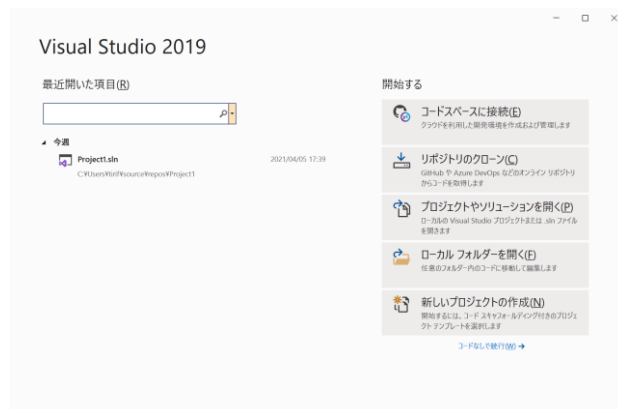 Visual Studio 2019
最近開いた項目(R)
今週
Project1.sln
2021/04/05 17:39
C:¥Users¥tirif¥source¥repos¥Project1
開始する
コードスペースに接続(E)
クラウドを利用した開発環境を作成および管理します
リポジトリのクローン(C)
GitHub や Azure DevOps などのオンライン リポジトリ
からコードを取得します
プロジェクトやソリューションを開く(P)
ローカルの Visual Studio プロジェクトまたは .sln ファイル
を開きます
ローカル フォルダーを開く(F)
任意のフォルダー内のコードに移動して編集します
新しいプロジェクトの作成(N)
開始するには、コード スキャフォールディング付きのプロジェ
クト テンプレートを選択します
コードなしで続行(W) →